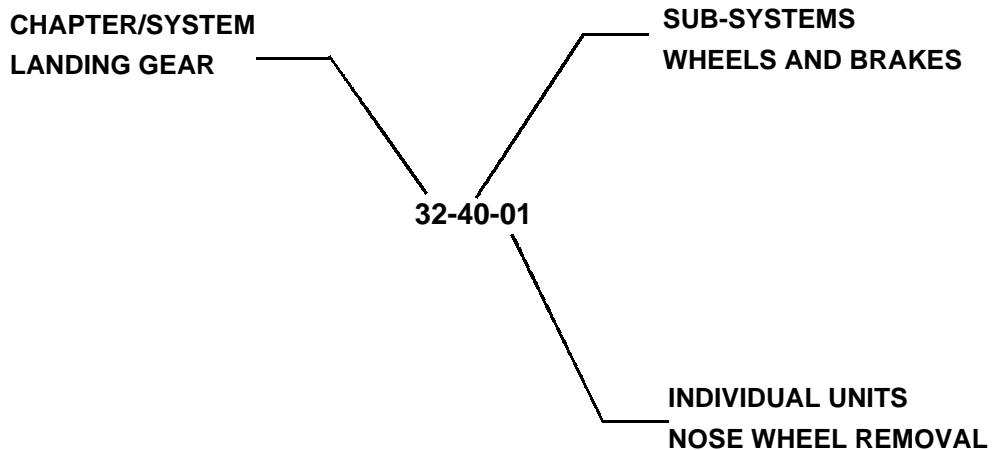 CHAPTER/SYSTEM
LANDING GEAR
SUB-SYSTEMS
WHEELS AND BRAKES
32-40-01
INDIVIDUAL UNITS
NOSE WHEEL REMOVAL